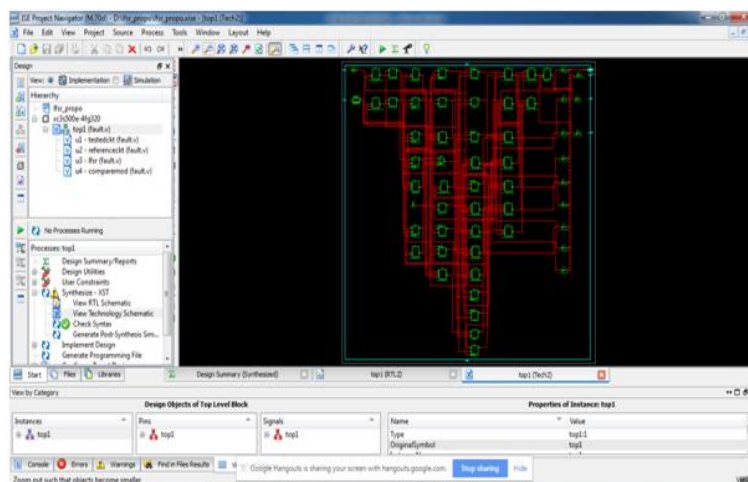 ISE Project Navigator (M.70d) - D:\lfsr_propo\lfsr_propo.xise - [top1 (Tech2)]
File Edit View Project Source Process Tools Window Layout Help
Design
View: Implementation Simulation
Hierarchy
lfsr_propo
xc3s500e-4fg320
top1 (fault.v)
u1 - testedckt (fault.v)
u2 - referenceckt (fault.v)
u3 - lfsr (fault.v)
u4 - comparemod (fault.v)
No Processes Running
Processes: top1
Design Summary/Reports
Design Utilities
User Constraints
Synthesize - XST
View RTL Schematic
View Technology Schematic
Check Syntax
Generate Post-Synthesis Sim...
Implement Design
Generate Programming File
Start Files Libraries
Design Summary (Synthesized) top1 (RTL2) top1 (Tech2)
View by Category
Design Objects of Top Level Block Properties of Instance: top1
Instances Pins Signals Name Value
top1 top1 top1 Type top1:1
OriginalSymbol top1
Console Errors Warnings Find in Files Results
Google Hangouts is sharing your screen with hangouts.google.com. Stop sharing Hide
Zoom out such that objects become smaller